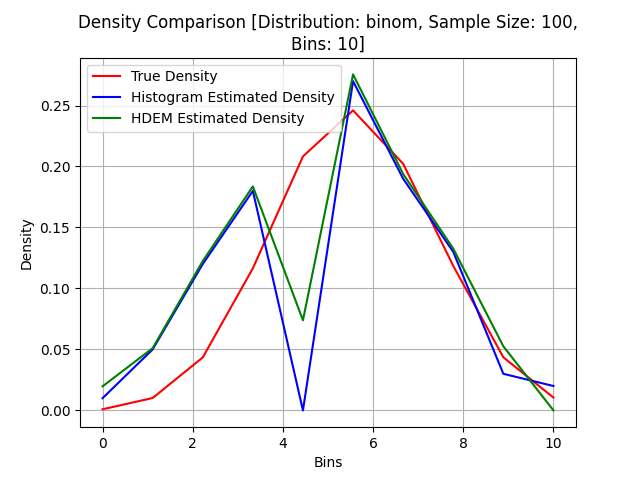 Density Comparison [Distribution: binom, Sample Size: 100,
Bins: 10]
True Density
Histogram Estimated Density
HDEM Estimated Density
Density
0.25
0.20
0.15
0.10
0.05
0.00
0 2 4 6 8 10
Bins